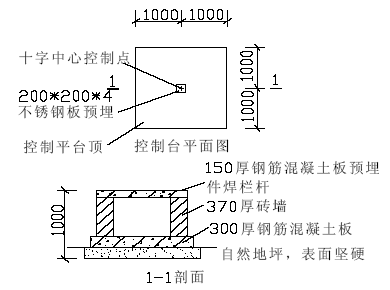 1000 1000
十字中心控制点
1
1
200*200*4
不锈钢板预埋
1000
1000
控制平台顶
控制台平面图
150厚钢筋混凝土板预埋
件焊栏杆
370厚砖墙
300厚钢筋混凝土板
1000
自然地坪，表面坚硬
1-1剖面